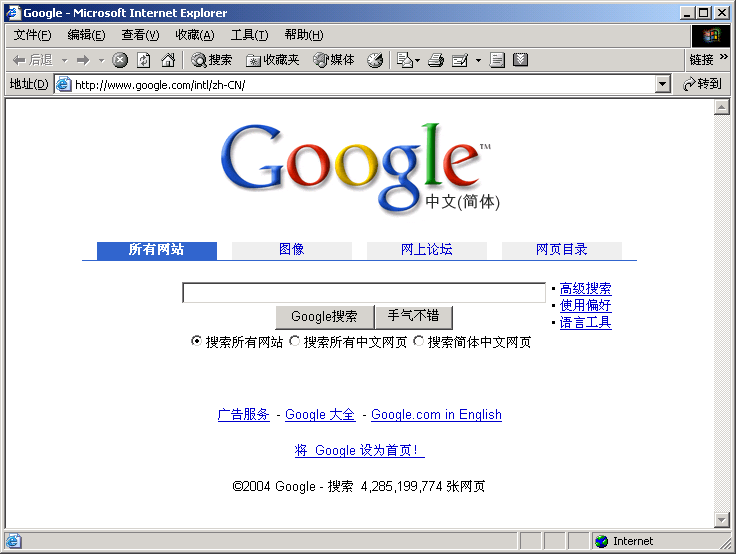 Google - Microsoft Internet Explorer
文件(F) 编辑(E) 查看(V) 收藏(A) 工具(T) 帮助(H)
后退 搜索 收藏夹 媒体 链接 »
地址(D) http://www.google.com/intl/zh-CN/ 转到
Google™
中文(简体)
所有网站 图像 网上论坛 网页目录
• 高级搜索
• 使用偏好
• 语言工具
Google搜索 手气不错
搜索所有网站 搜索所有中文网页 搜索简体中文网页
广告服务 - Google 大全 - Google.com in English
将 Google 设为首页!
©2004 Google - 搜索 4,285,199,774 张网页
Internet